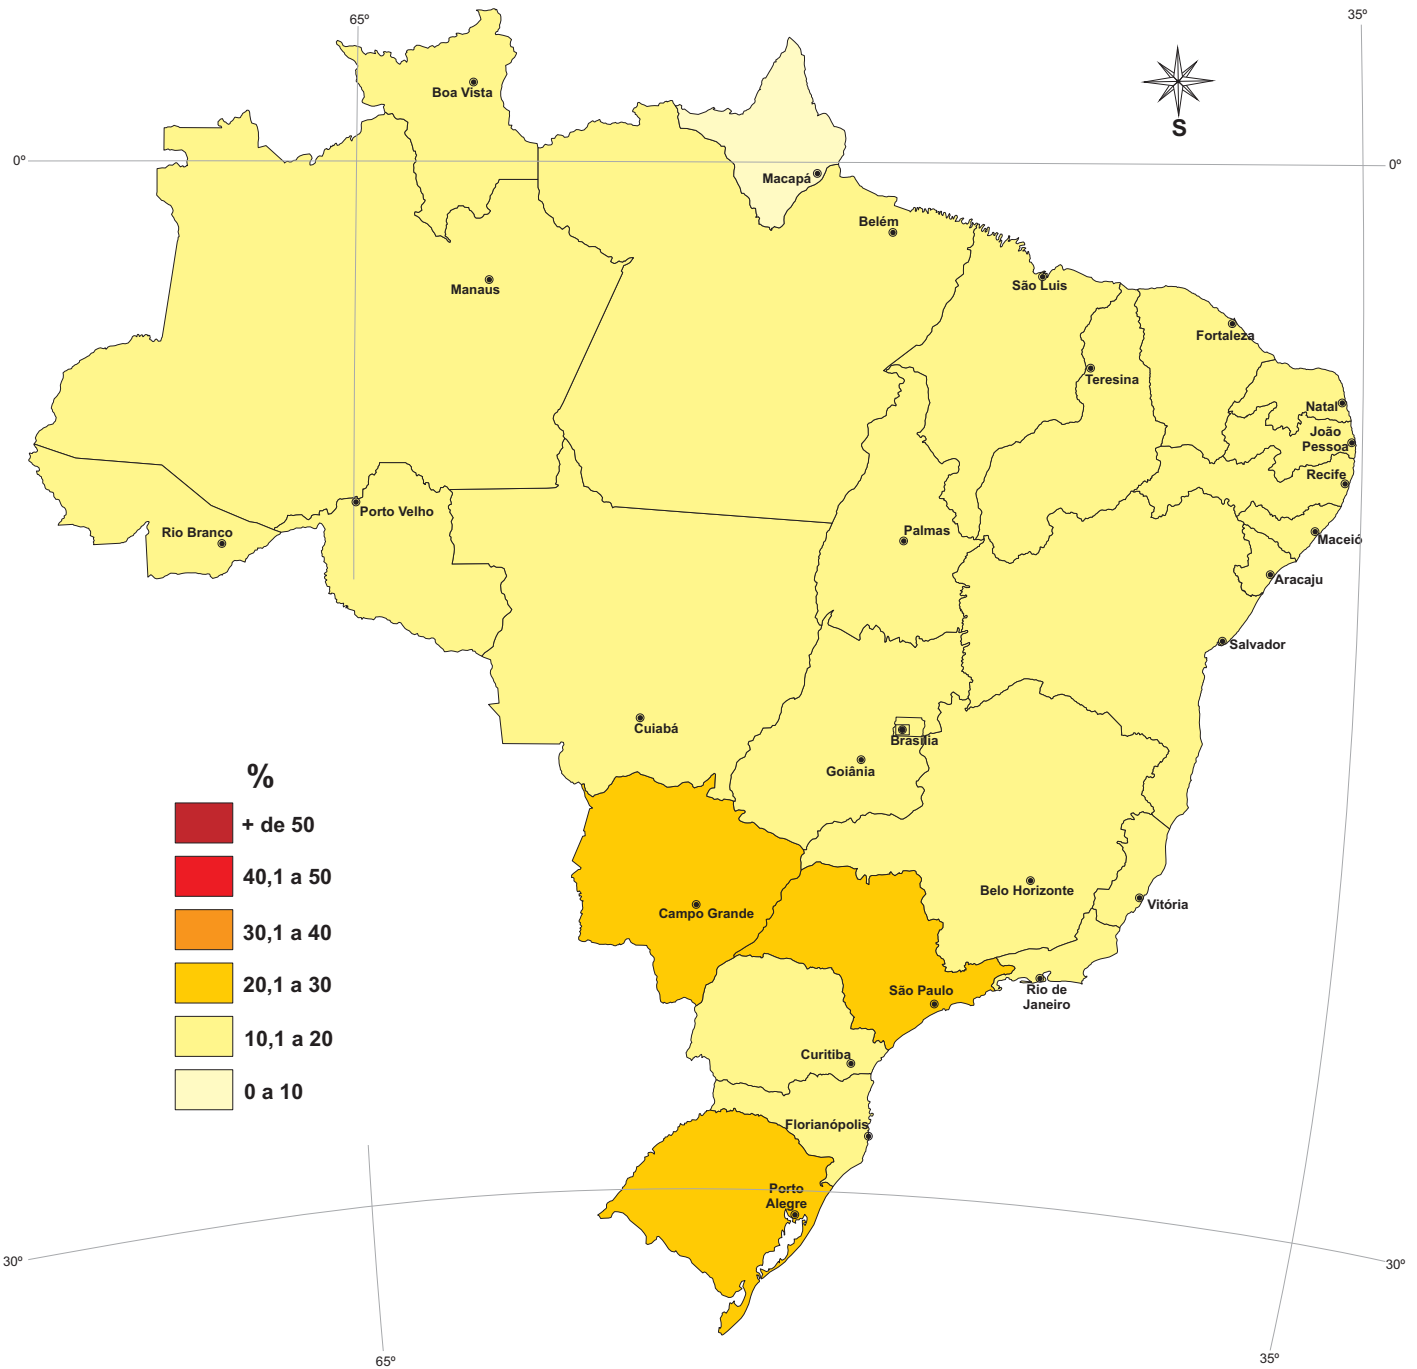 65º
35º
Boa Vista
S
0º
0º
Macapá
Belém
São Luis
Manaus
Fortaleza
Teresina
Natal
João
Pessoa
Recife
Porto Velho
Rio Branco
Palmas
Maceió
Aracaju
Salvador
Cuiabá
Brasília
Goiânia
%
+ de 50
40,1 a 50
30,1 a 40
20,1 a 30
10,1 a 20
0 a 10
Belo Horizonte
Vitória
Campo Grande
São Paulo
Rio de
Janeiro
Curitiba
Florianópolis
Porto
Alegre
30º
30º
65º
35º